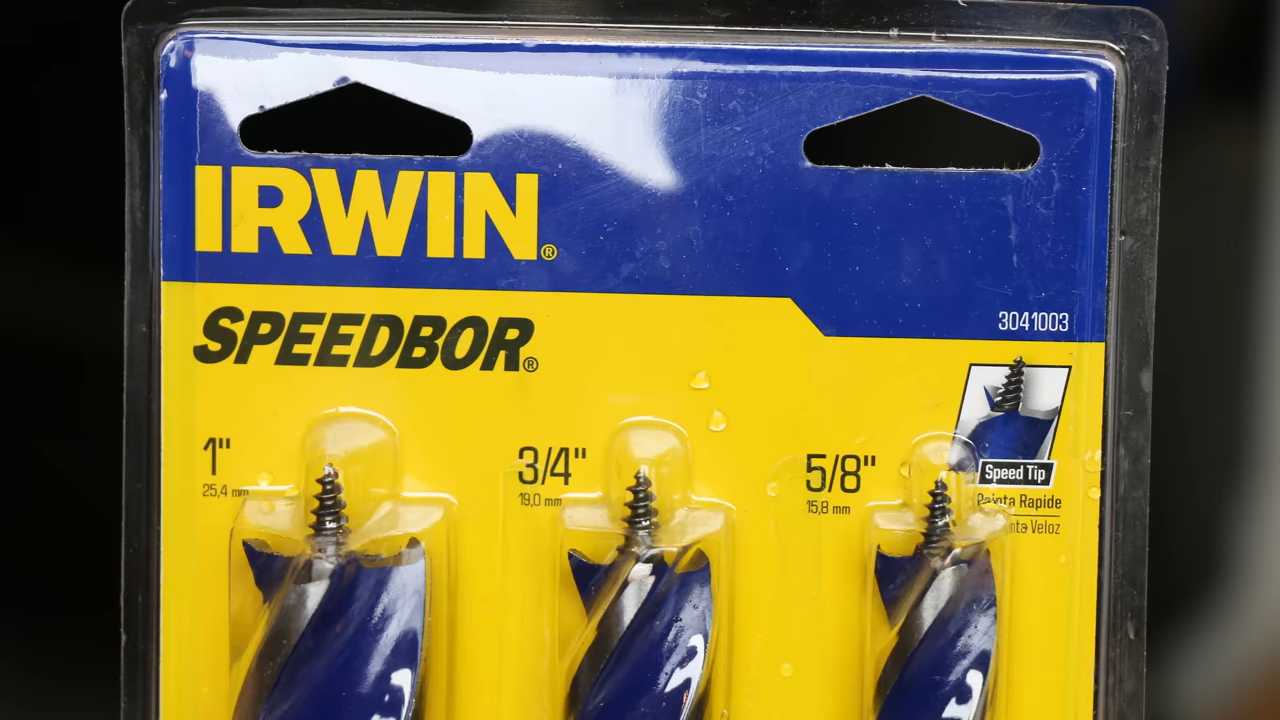 IRWIN®
SPEEDBOR®
3041003
1"
25,4 mm
3/4"
19,0 mm
5/8"
15,8 mm
Speed Tip
Rapide
Veloz